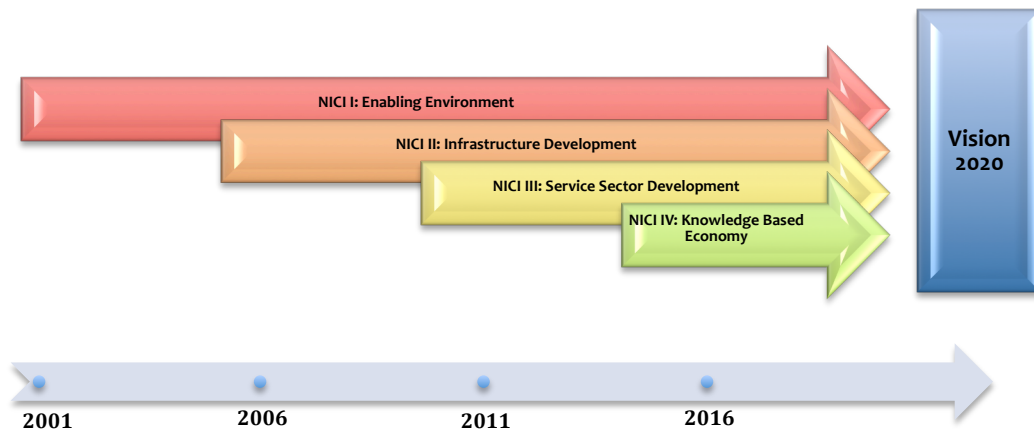 NICI I: Enabling Environment
NICI II: Infrastructure Development
NICI III: Service Sector Development
NICI IV: Knowledge Based
Economy
Vision
2020
2001
2006
2011
2016